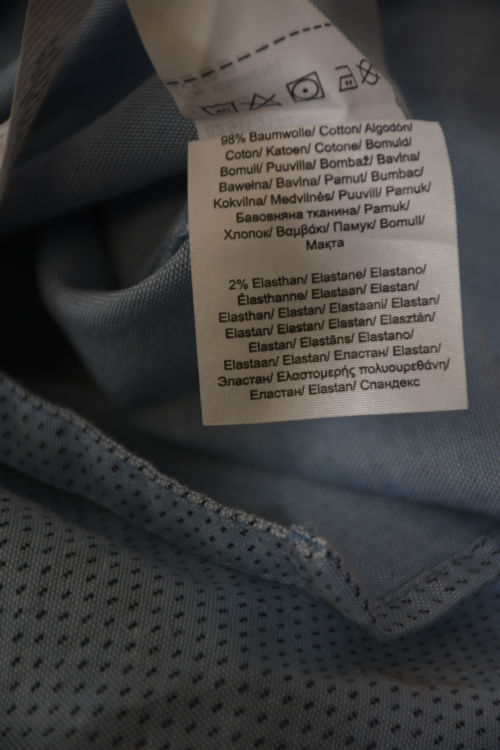 98% Baumwolle/ Cotton/ Algodón/
Coton/ Katoen/ Cotone/ Bomuld/
Bomull/ Puuvilla/ Bombaž/ Bavlna/
Bawełna/ Bavlna/ Pamut/ Bumbac/
Kokvilna/ Medvilnės/ Puuvill/ Pamuk/
Бавовняна тканина/ Pamuk/
Хлопок/ Βαμβάκι/ Памук/ Bomull/
Мақта
2% Elasthan/ Elastane/ Elastano/
Élasthanne/ Elastaan/ Elastan/
Elasthan/ Elastan/ Elastaani/ Elastan/
Elastan/ Elastan/ Elastan/ Elasztán/
Elastan/ Elastāns/ Elastano/
Elastaan/ Elastan/ Еластан/ Elastan/
Эластан/ Ελαστομερής πολυουρεθάνη/
Еластан/ Elastan/ Спандекс